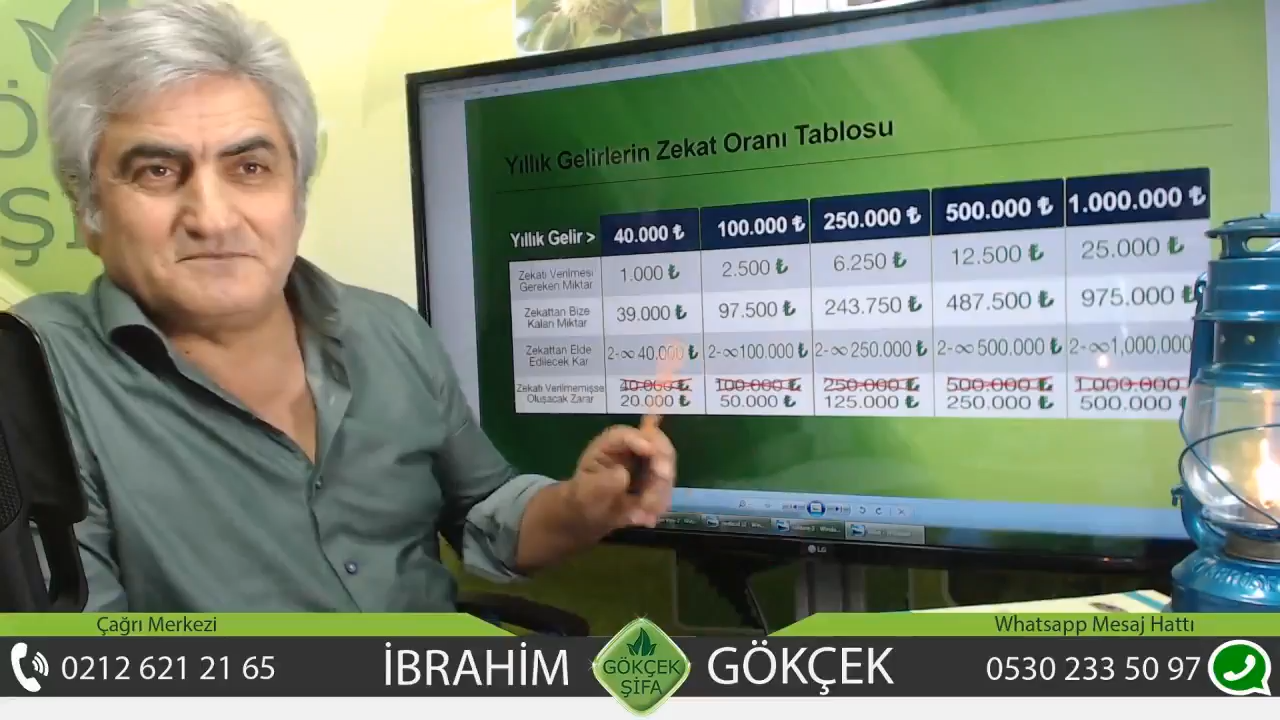 Yıllık Gelirlerin Zekat Oranı Tablosu
Yıllık Gelir > 40.000 ₺ 100.000 ₺ 250.000 ₺ 500.000 ₺ 1.000.000 ₺
Zekatı Verilmesi
Gereken Miktar
1.000 ₺ 2.500 ₺ 6.250 ₺ 12.500 ₺ 25.000 ₺
Zekattan Bize
Kalan Miktar
39.000 ₺ 97.500 ₺ 243.750 ₺ 487.500 ₺ 975.000 ₺
Zekattan Elde
Edilecek Kar
2-∞ 40.000 ₺ 2-∞100.000₺ 2-∞250.000₺ 2-∞500.000₺ 2-∞1,000,000
Zekatı Verilmemişse
Oluşacak Zarar
40.000 ₺ 100.000 ₺ 250.000 ₺ 500.000 ₺ 1.000.000
20.000 ₺ 50.000 ₺ 125.000 ₺ 250.000 ₺ 500.000 ₺
LG
Çağrı Merkezi
0212 621 21 65
İBRAHİM
GÖKÇEK
ŞİFA
GÖKÇEK
Whatsapp Mesaj Hattı
0530 233 50 97